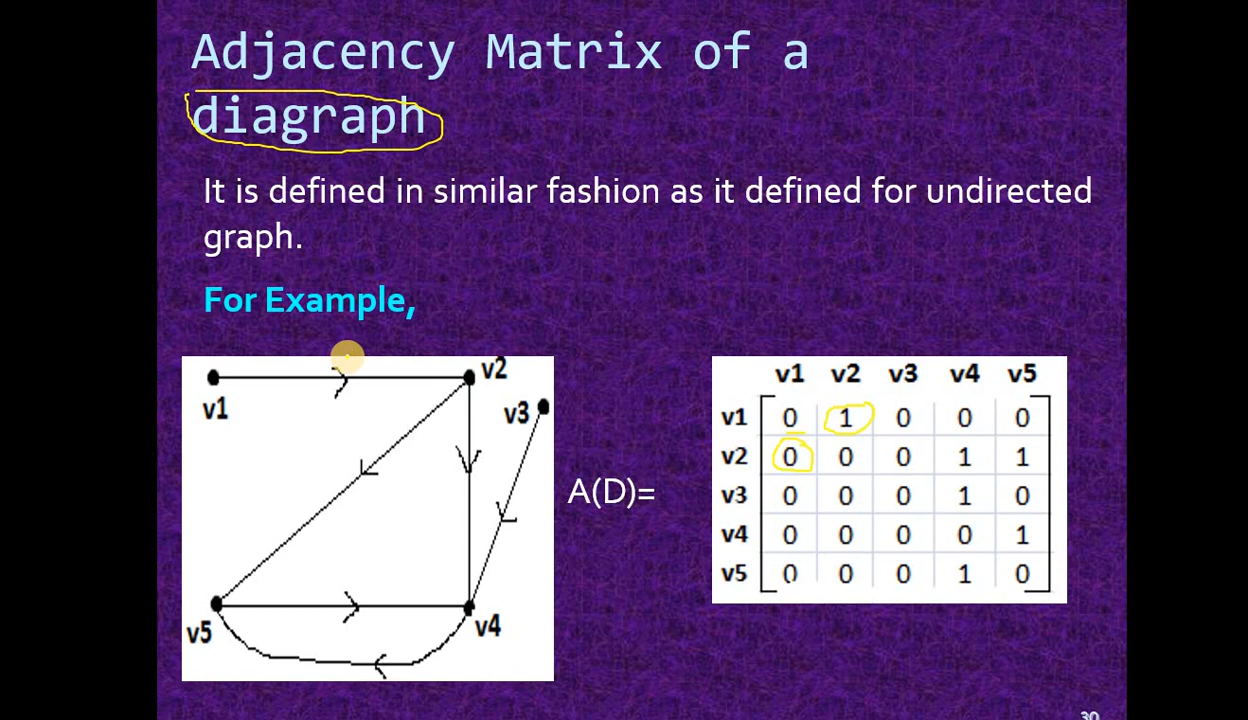 Adjacency Matrix of a
diagraph
It is defined in similar fashion as it defined for undirected
graph.
For Example,
v1
v2
v3
v5
v4
A(D)=
v1 v2 v3 v4 v5
v1 0 1 0 0 0
v2 0 0 0 1 1
v3 0 0 0 1 0
v4 0 0 0 0 1
v5 0 0 0 1 0
30